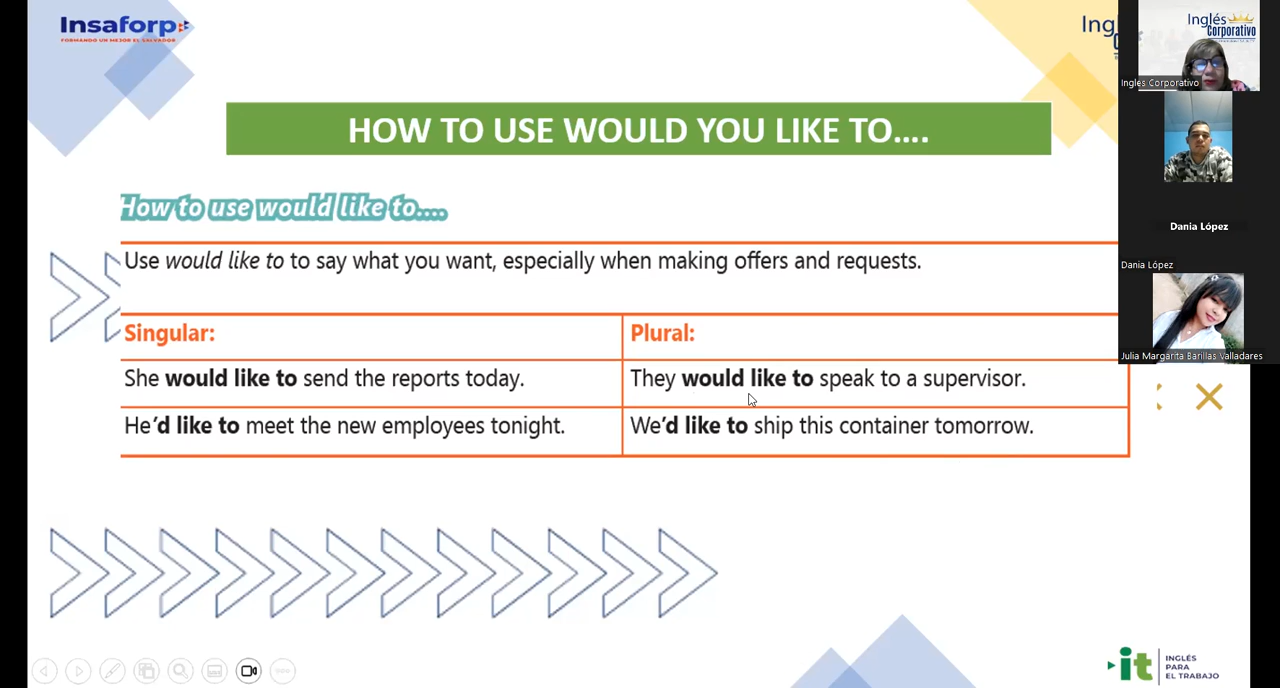 Insaforp
FORMANDO UN MEJOR EL SALVADOR
Ing
Inglés
Corporativo
Ingles Corporativo
HOW TO USE WOULD YOU LIKE TO....
How to use would like to....
Dania López
Dania López
Use would like to to say what you want, especially when making offers and requests.
Singular:
Plural:
Julia Margarita Barillas Valladares
She would like to send the reports today.
They would like to speak to a supervisor.
He'd like to meet the new employees tonight.
We'd like to ship this container tomorrow.
it
INGLÉS
PARA
EL TRABAJO